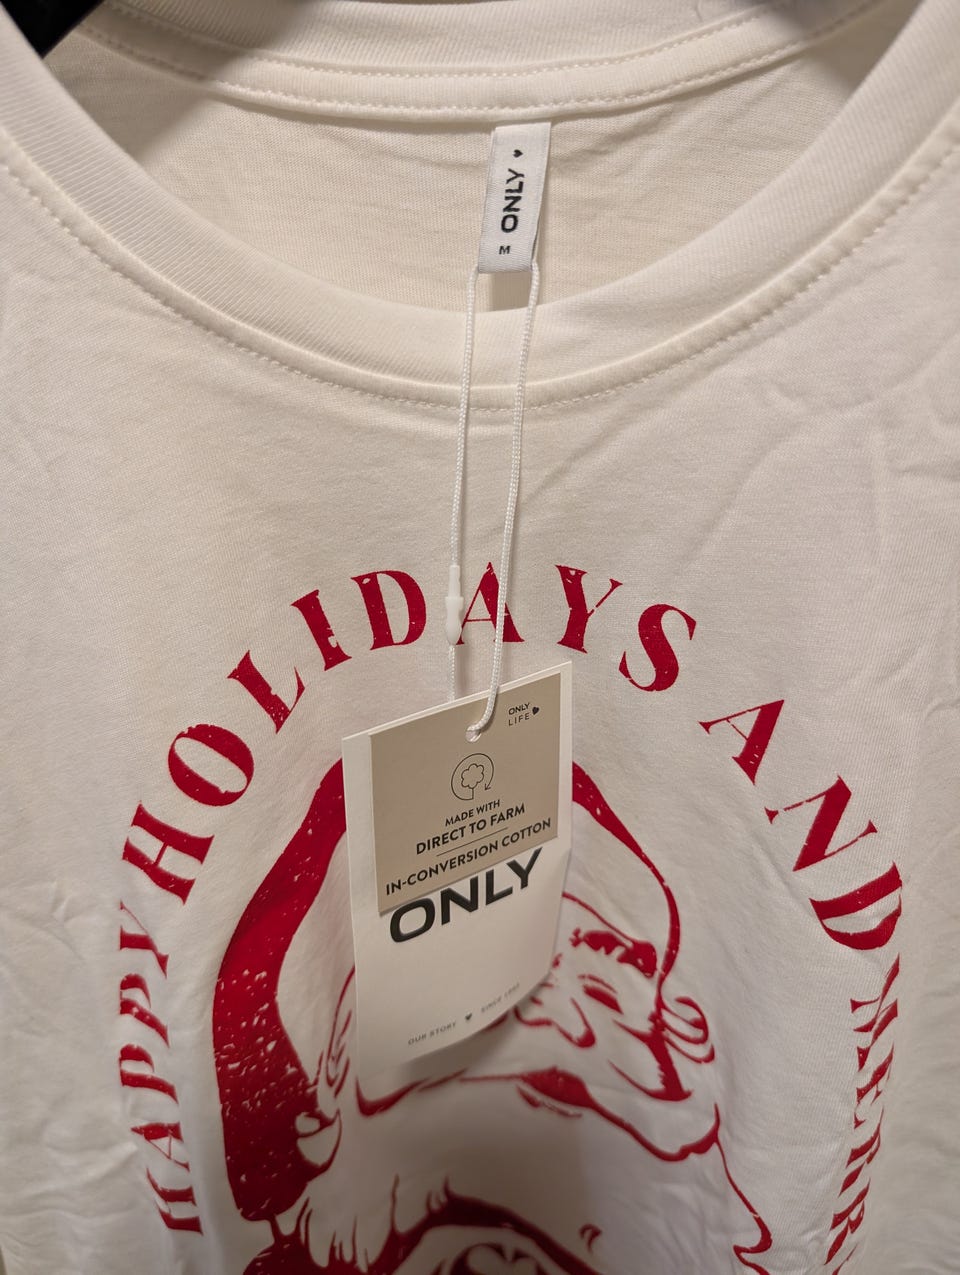 ONLY
M
HAPPY HOLIDAYS AND MERRY
ONLY
LIFE
MADE WITH
DIRECT TO FARM
IN-CONVERSION COTTON
ONLY
OUR STORY SINCE 1995